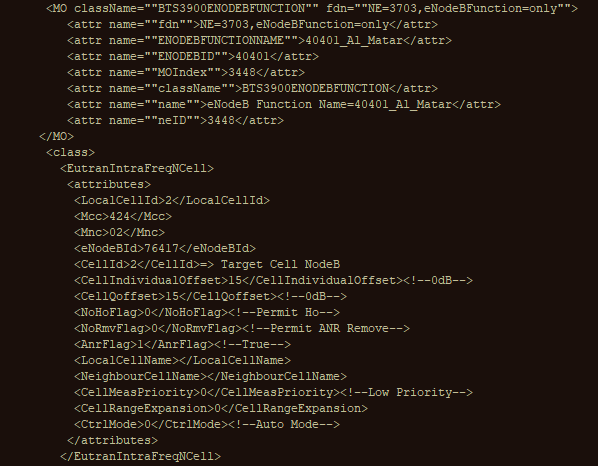 <MO className=""BTS3900ENODEBFUNCTION"" fdn=""NE=3703,eNodeBFunction=only"">
<attr name=""fdn"">NE=3703,eNodeBFunction=only</attr>
<attr name=""ENODEBFUNCTIONNAME"">40401_Al_Matar</attr>
<attr name=""ENODEBID"">40401</attr>
<attr name=""MOIndex"">3448</attr>
<attr name=""className"">BTS3900ENODEBFUNCTION</attr>
<attr name=""name"">eNodeB Function Name=40401_Al_Matar</attr>
<attr name=""neID"">3448</attr>
</MO>
<class>
<EutranIntraFreqNCell>
<attributes>
<LocalCellId>2</LocalCellId>
<Mcc>424</Mcc>
<Mnc>02</Mnc>
<eNodeBId>76417</eNodeBId>
<CellId>2</CellId>=> Target Cell NodeB
<CellIndividualOffset>15</CellIndividualOffset><!--0dB-->
<CellQoffset>15</CellQoffset><!--0dB-->
<NoHoFlag>0</NoHoFlag><!--Permit Ho-->
<NoRmvFlag>0</NoRmvFlag><!--Permit ANR Remove-->
<AnrFlag>1</AnrFlag><!--True-->
<LocalCellName></LocalCellName>
<NeighbourCellName></NeighbourCellName>
<CellMeasPriority>0</CellMeasPriority><!--Low Priority-->
<CellRangeExpansion>0</CellRangeExpansion>
<CtrlMode>0</CtrlMode><!--Auto Mode-->
</attributes>
</EutranIntraFreqNCell>